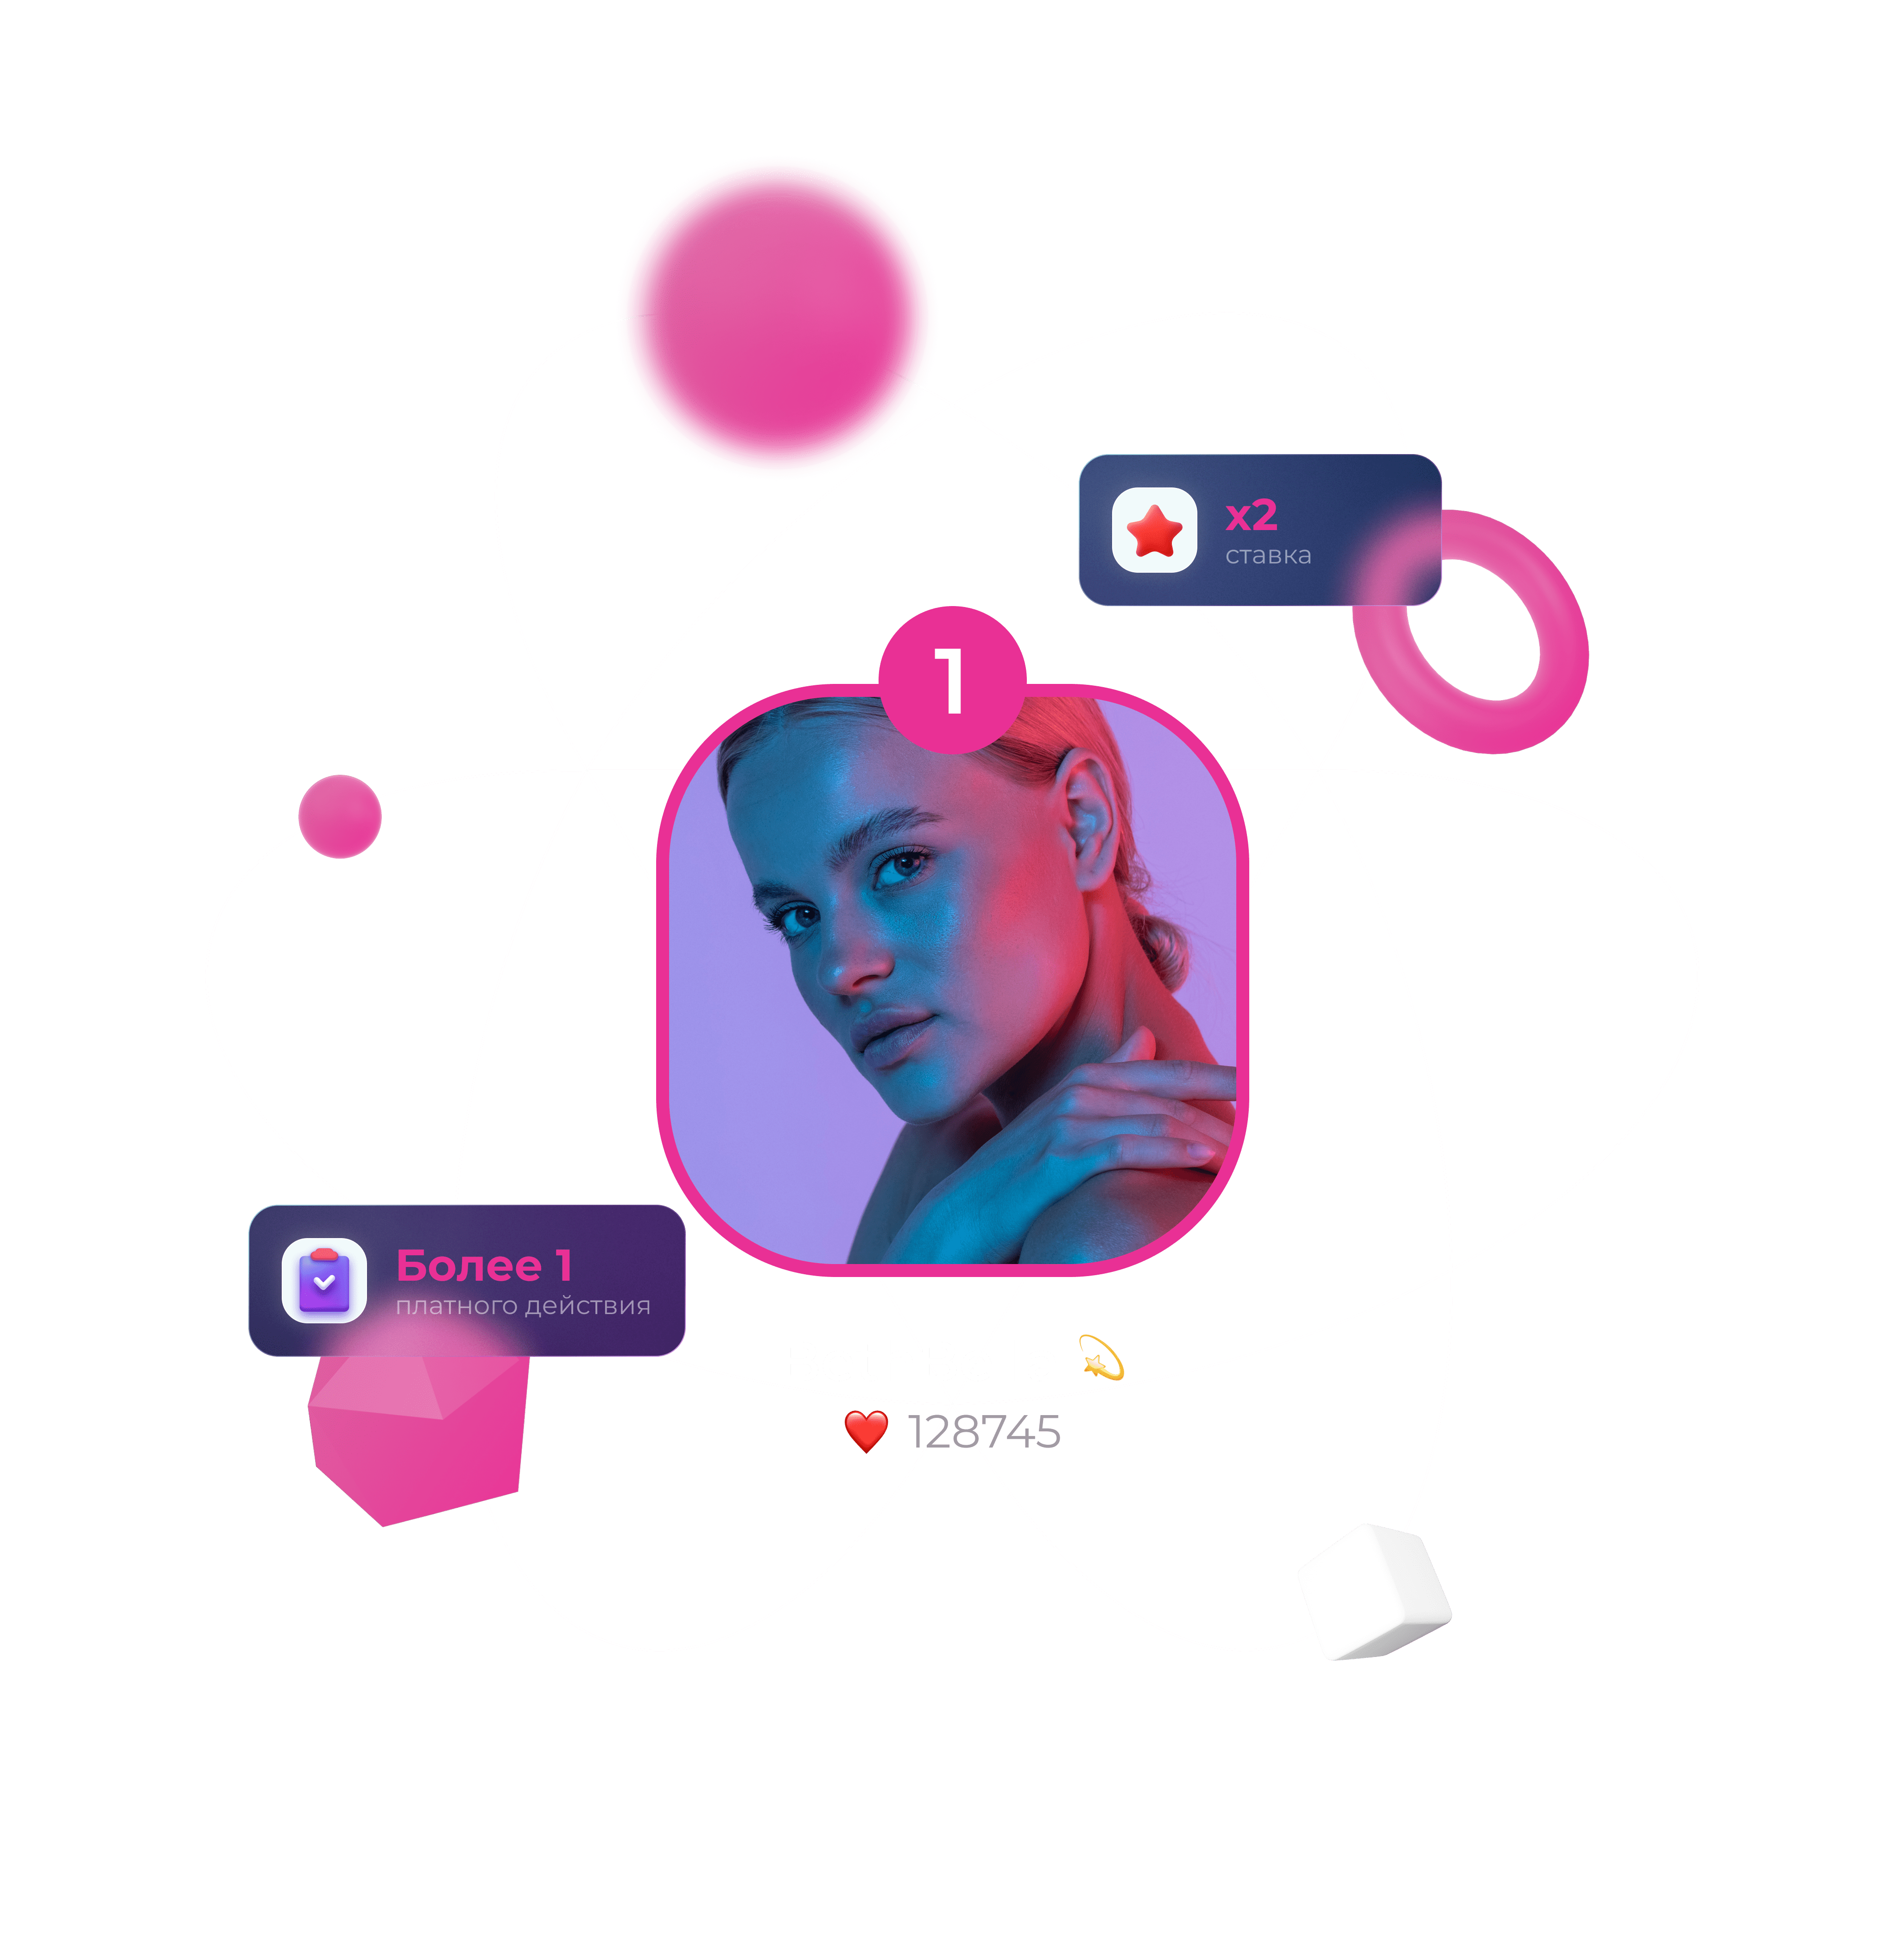 x2
ставка
1
Более 1
платного действия
💫
❤️ 128745